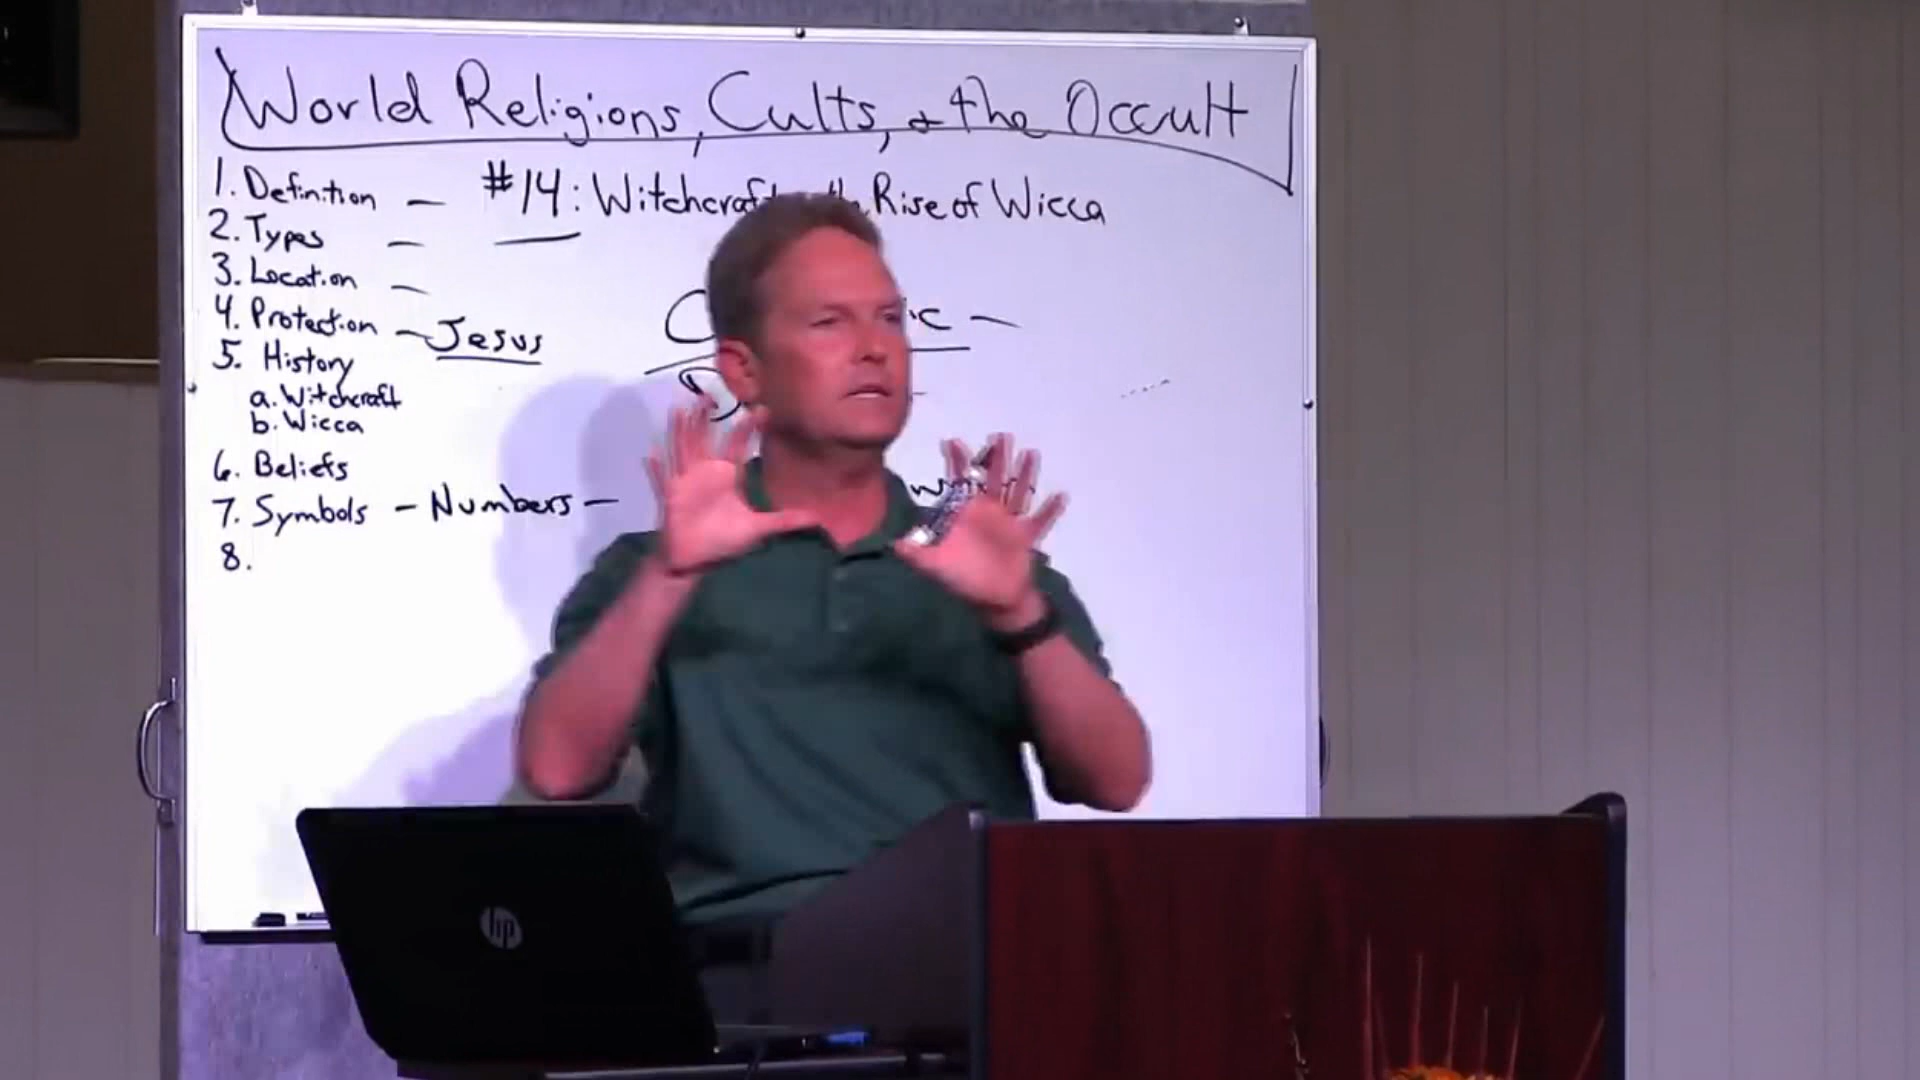 World Religions, Cults, & the Occult
1. Definition — #14: Witchcraft Rise of Wicca
2. Types —
3. Location —
4. Protection — Jesus
5. History
a. Witchcraft
b. Wicca
6. Beliefs
7. Symbols — Numbers —
8.
hp